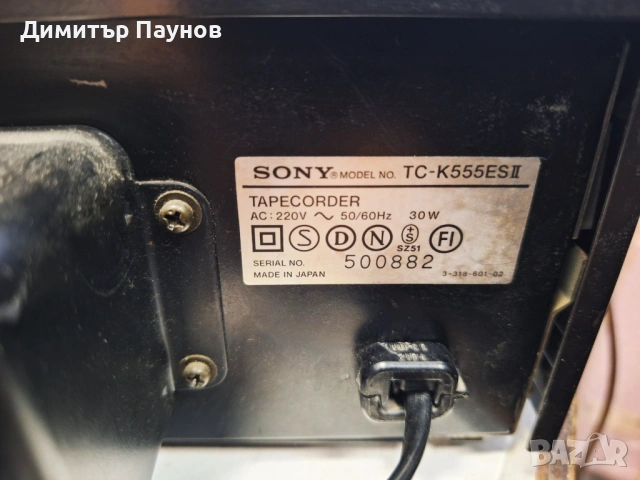 Димитър Паунов
SONY® MODEL NO. TC-K555ESII
TAPECORDER
AC: 220V ~ 50/60Hz 30W
S D N S FI
SZ51
SERIAL NO. 500882
MADE IN JAPAN 3-318-601-02
BAZAR